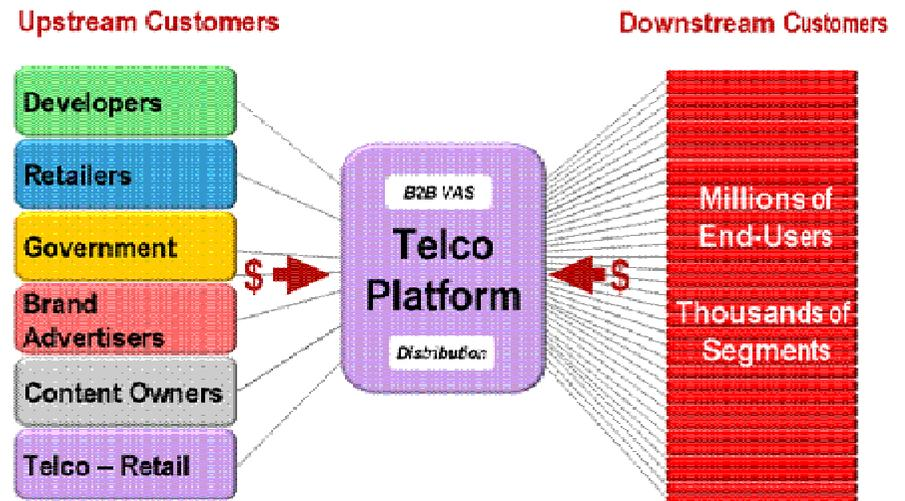 Upstream Customers
Downstream Customers
Developers
Retailers
Government
Brand
Advertisers
Content Owners
Telco – Retail
$
B2B VAS
Telco
Platform
Distribution
$
Millions of
End-Users
Thousands of
Segments